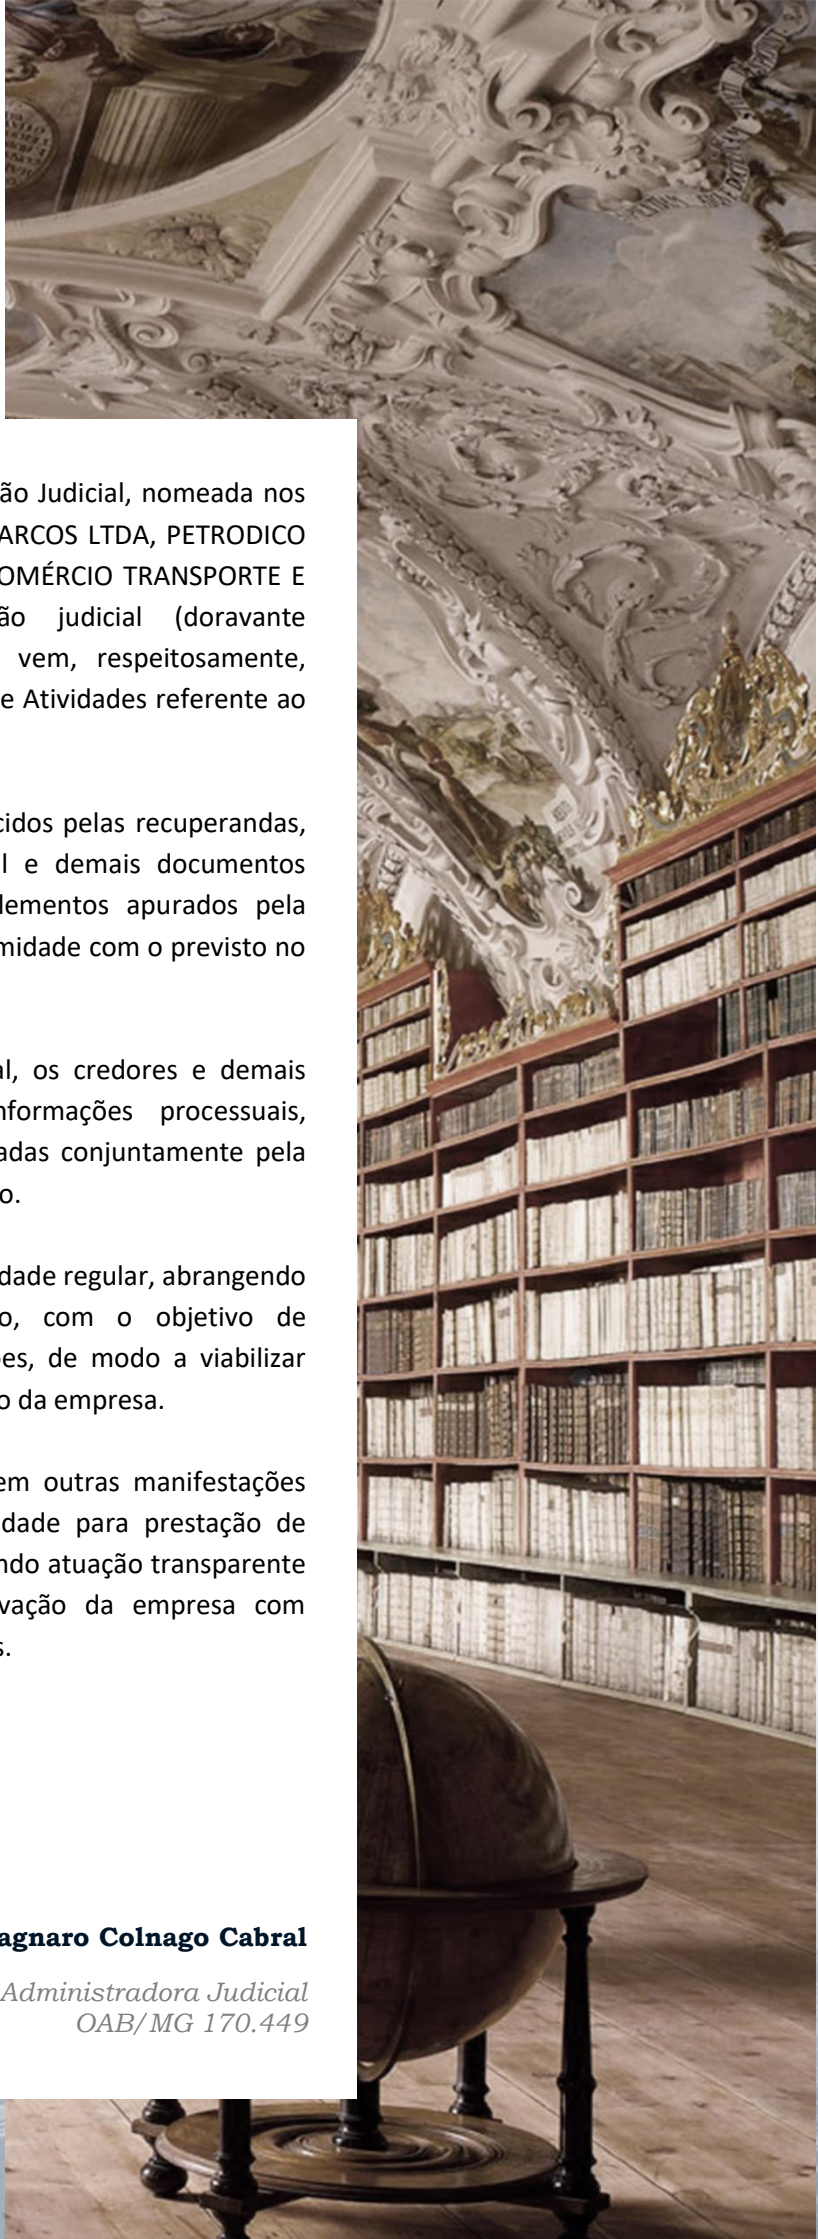 ão Judicial, nomeada nos
ARCOS LTDA, PETRODICO
OMÉRCIO TRANSPORTE E
ão judicial (doravante
vem, respeitosamente,
e Atividades referente ao
cidos pelas recuperandas,
l e demais documentos
lementos apurados pela
midade com o previsto no
al, os credores e demais
nformações processuais,
adas conjuntamente pela
o.
dade regular, abrangendo
o, com o objetivo de
ões, de modo a viabilizar
o da empresa.
em outras manifestações
dade para prestação de
ndo atuação transparente
vação da empresa com
s.
agnaro Colnago Cabral
Administradora Judicial
OAB/MG 170.449